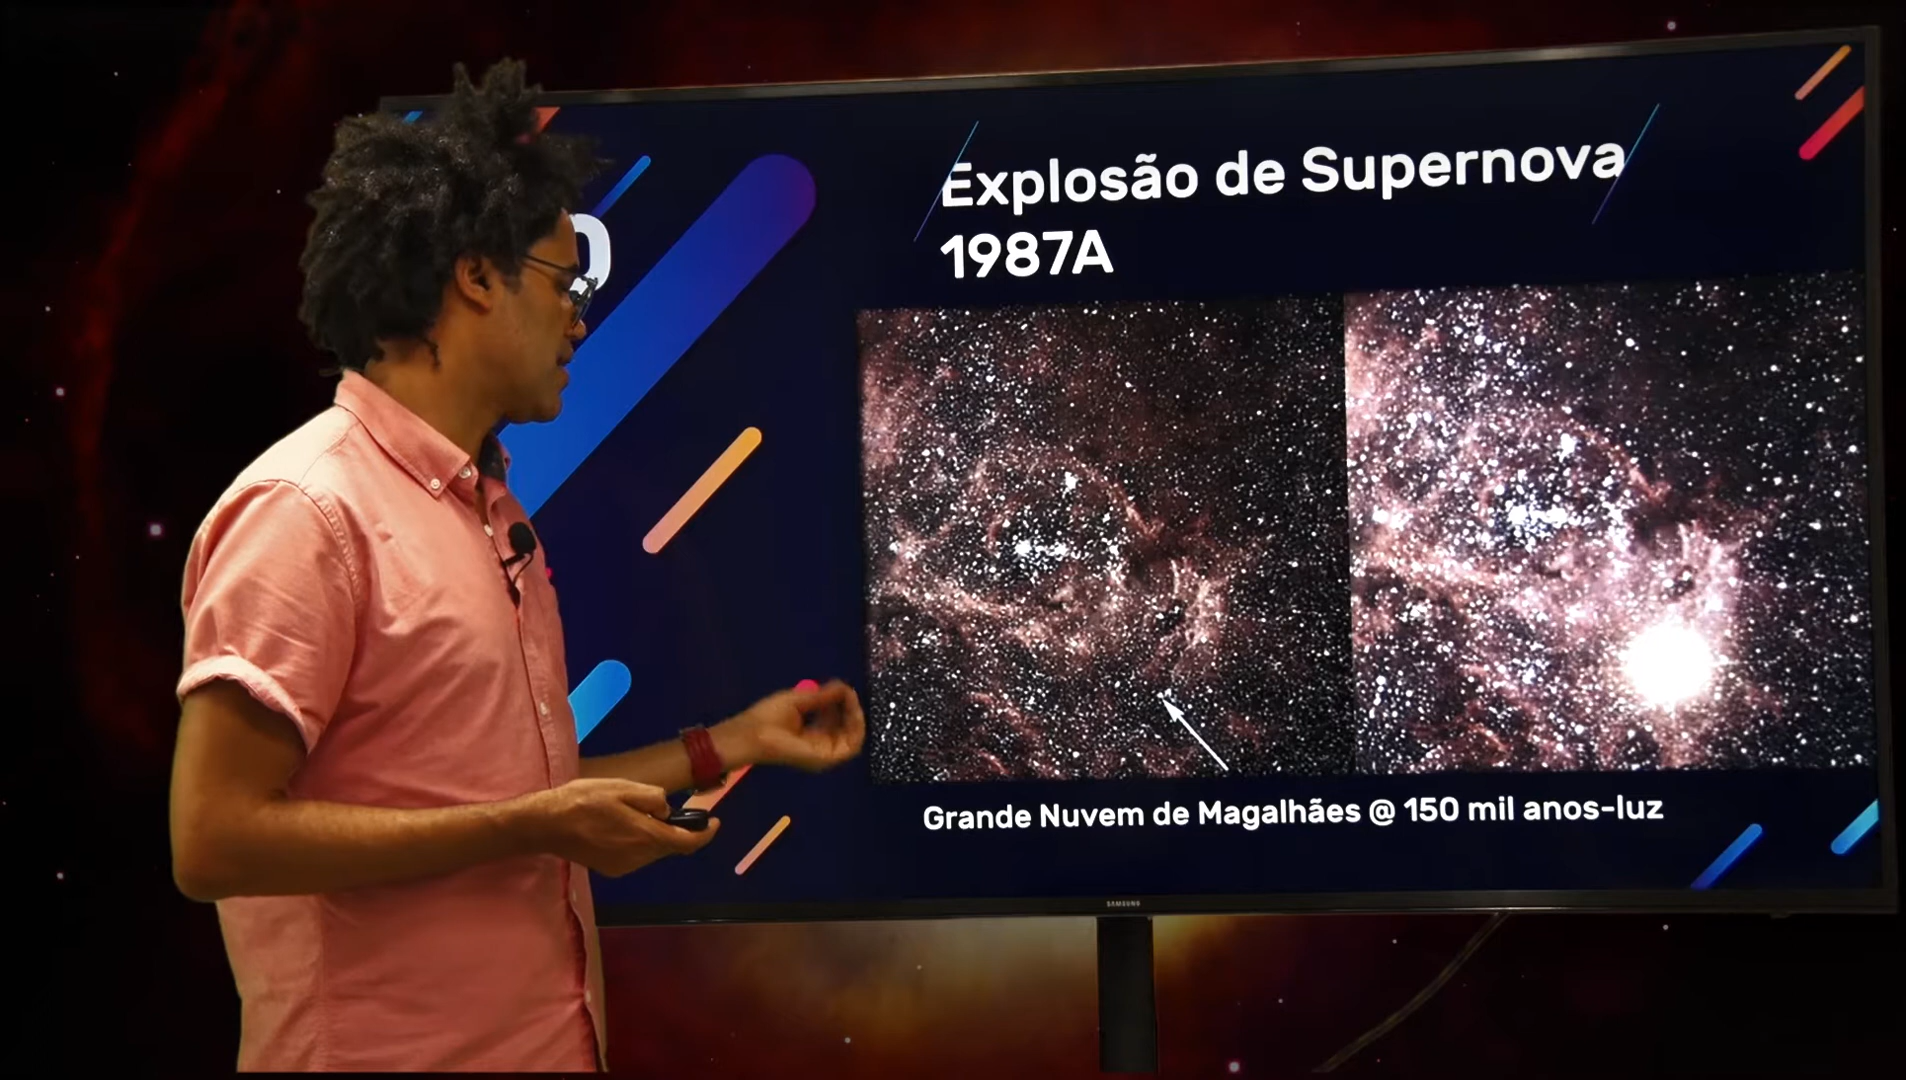 Explosão de Supernova
1987A
Grande Nuvem de Magalhães @ 150 mil anos-luz
SAMSUNG